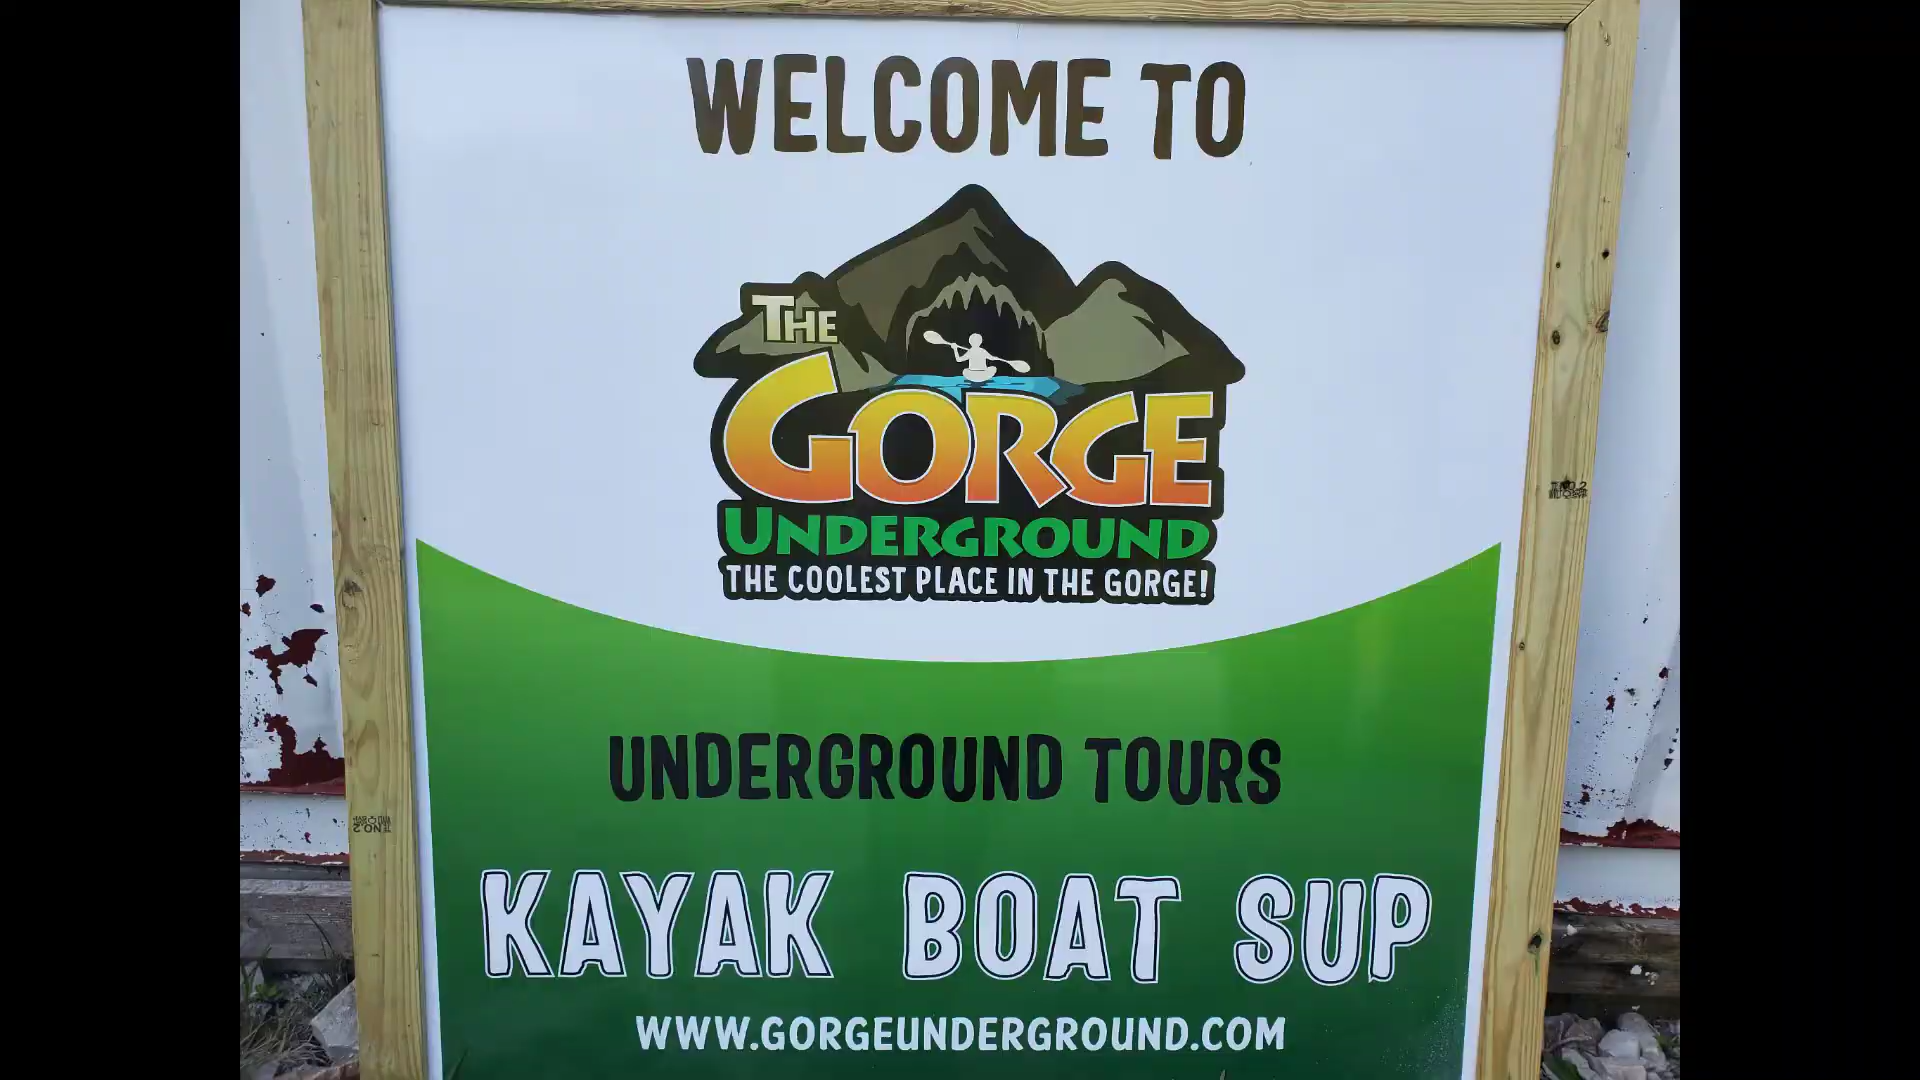 WELCOME TO
THE
GORGE
UNDERGROUND
THE COOLEST PLACE IN THE GORGE!
UNDERGROUND TOURS
KAYAK BOAT SUP
WWW.GORGEUNDERGROUND.COM